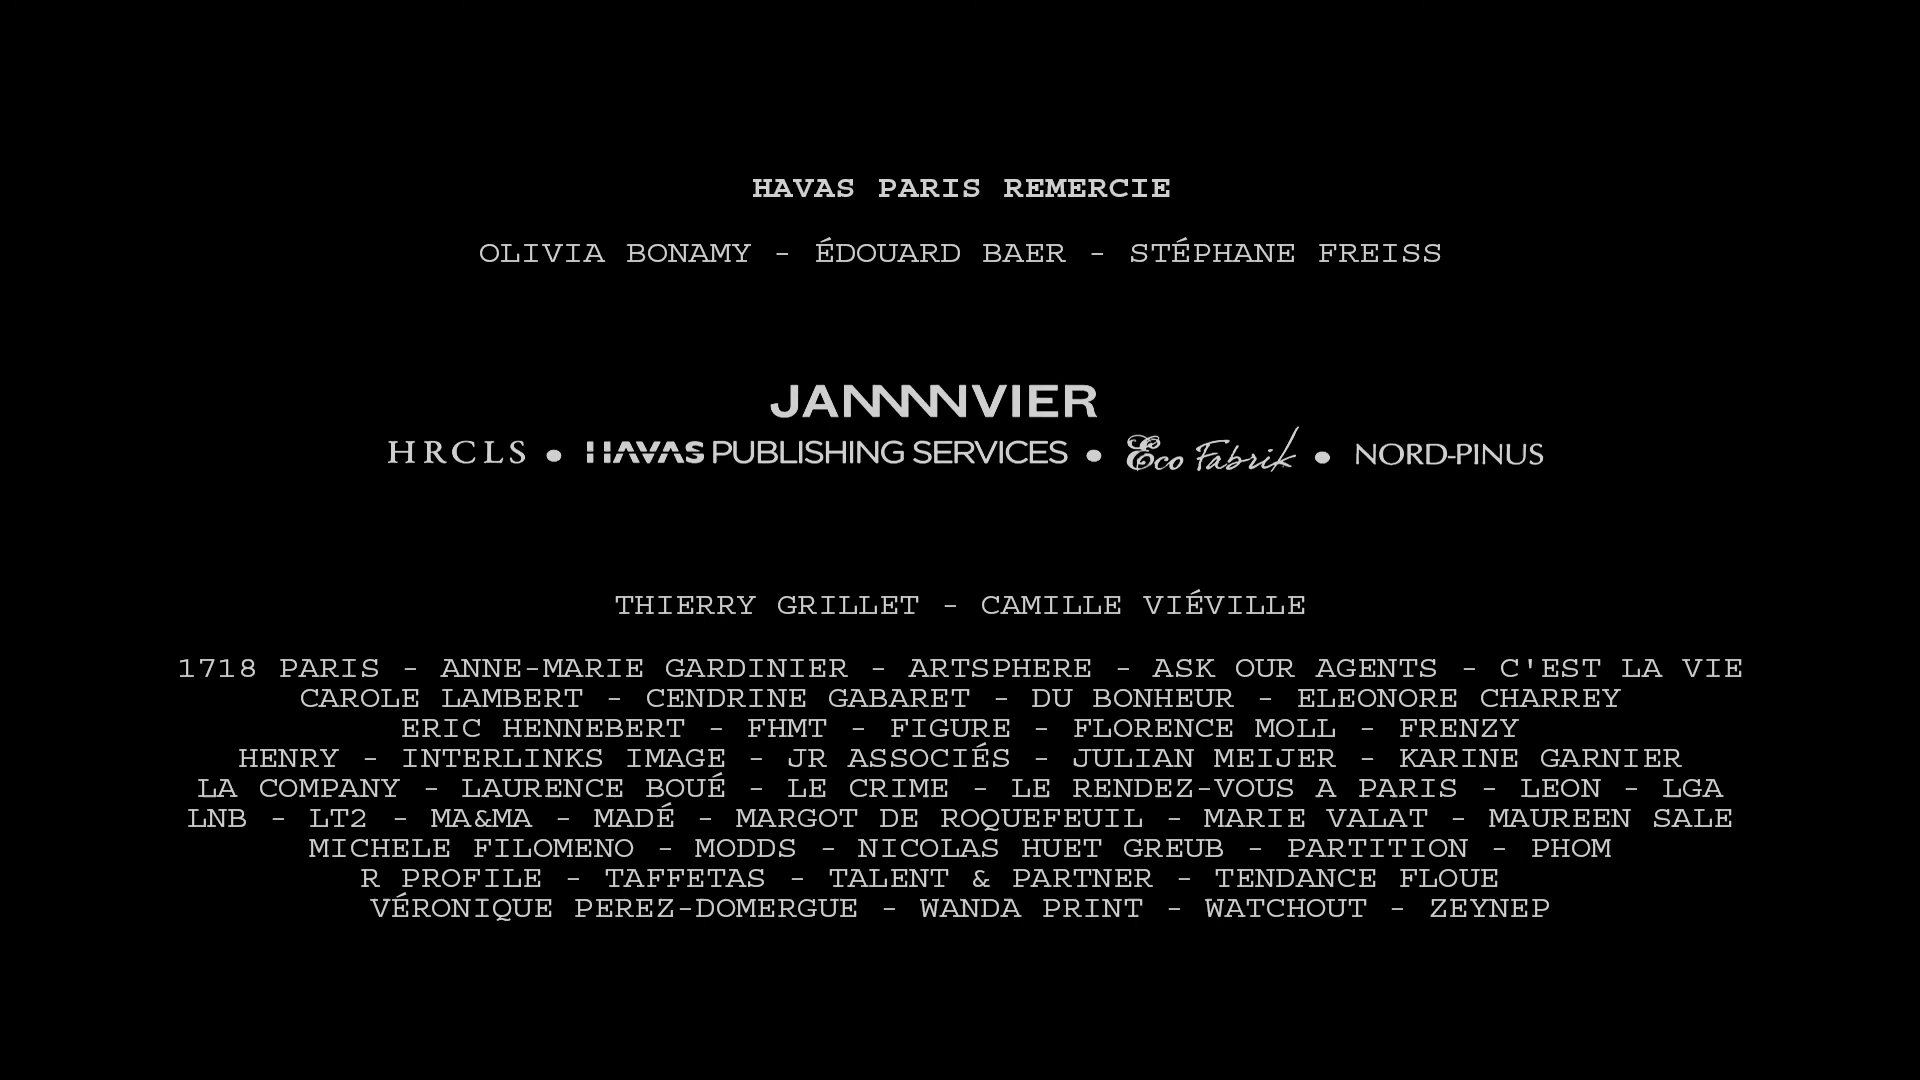 HAVAS PARIS REMERCIE
OLIVIA BONAMY - ÉDOUARD BAER - STÉPHANE FREISS
JANNNNVIER
HRCLS • HAVAS PUBLISHING SERVICES • Eco Fabrik • NORD-PINUS
THIERRY GRILLET - CAMILLE VIÉVILLE
1718 PARIS - ANNE-MARIE GARDINIER - ARTSPHERE - ASK OUR AGENTS - C'EST LA VIE
CAROLE LAMBERT - CENDRINE GABARET - DU BONHEUR - ELEONORE CHARREY
ERIC HENNEBERT - FHMT - FIGURE - FLORENCE MOLL - FRENZY
HENRY - INTERLINKS IMAGE - JR ASSOCIÉS - JULIAN MEIJER - KARINE GARNIER
LA COMPANY - LAURENCE BOUÉ - LE CRIME - LE RENDEZ-VOUS A PARIS - LEON - LGA
LNB - LT2 - MA&MA - MADÉ - MARGOT DE ROQUEFEUIL - MARIE VALAT - MAUREEN SALE
MICHELE FILOMENO - MODDS - NICOLAS HUET GREUB - PARTITION - PHOM
R PROFILE - TAFFETAS - TALENT & PARTNER - TENDANCE FLOUE
VÉRONIQUE PEREZ-DOMERGUE - WANDA PRINT - WATCHOUT - ZEYNEP